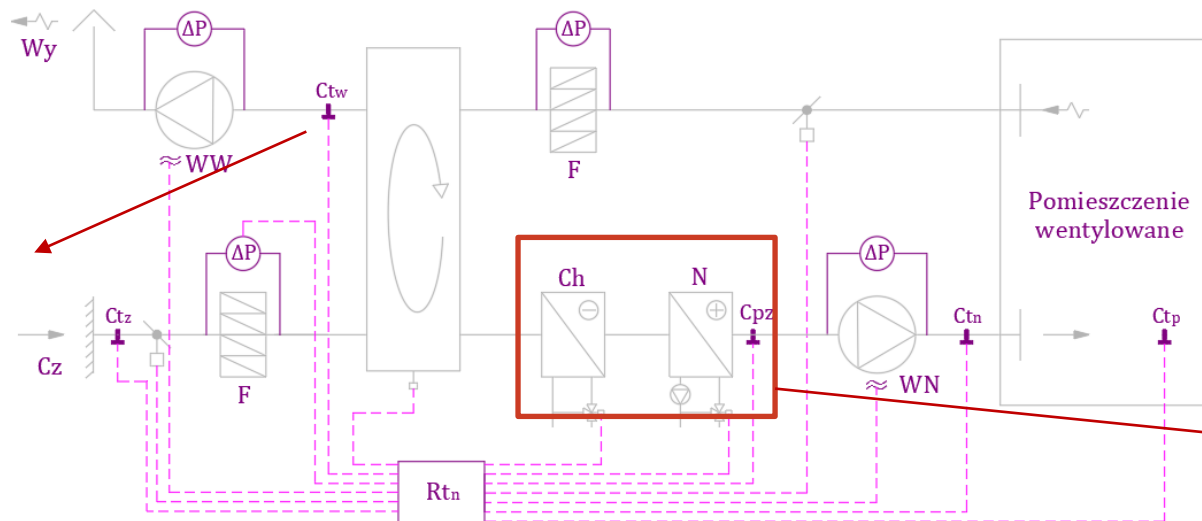 ΔP
ΔP
Wy
Ctw
WW
F
Pomieszczenie
wentylowane
ΔP
ΔP
Ch
N
Ctz
Cpz
Ctn
Ctp
Cz
F
WN
Rtn